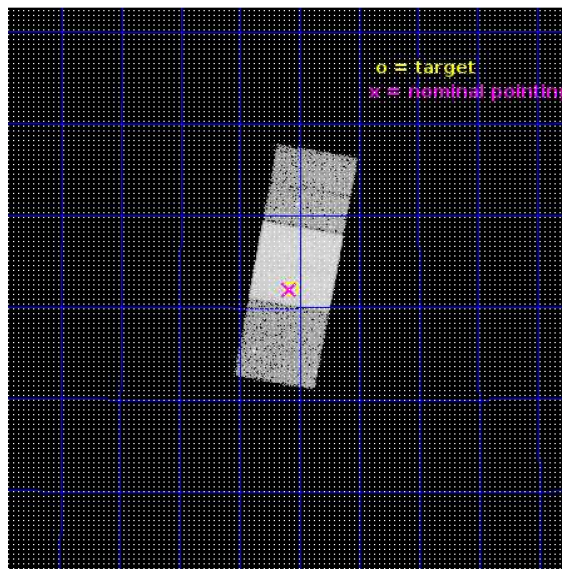 o = target
x = nominal pointing